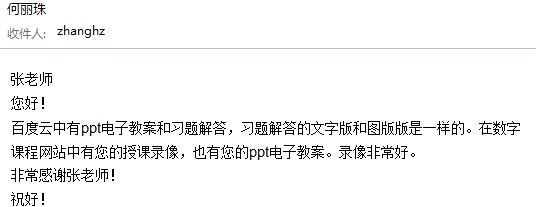 何丽珠
收件人: zhanghz
张老师
您好！
百度云中有ppt电子教案和习题解答，习题解答的文字版和图版版是一样的。在数字
课程网站中有您的授课录像，也有您的ppt电子教案。录像非常好。
非常感谢张老师！
祝好！